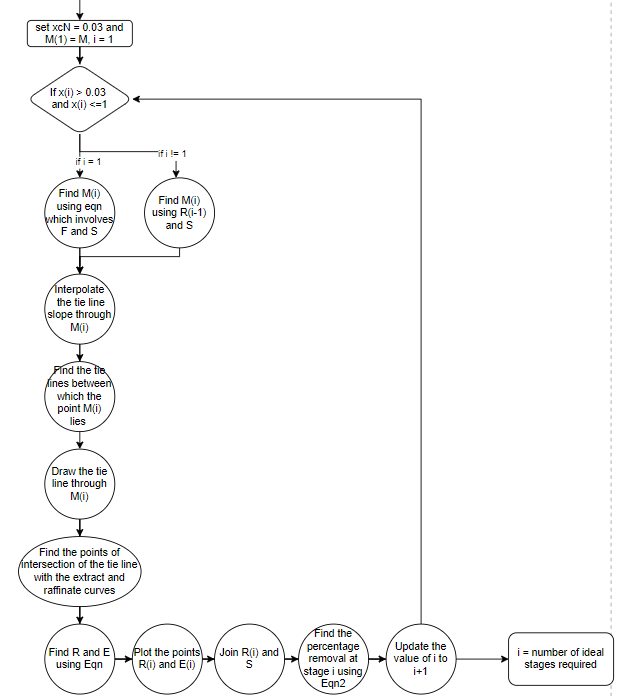 set xcN = 0.03 and
M(1) = M, i = 1
If x(i) > 0.03
and x(i) <=1
if i = 1
if i != 1
Find M(i)
using eqn
which involves
F and S
Find M(i)
using R(i-1)
and S
Interpolate
the tie line
slope through
M(i)
Find the tie
lines between
which the
point M(i)
lies
Draw the tie
line through
M(i)
Find the points of
intersection of the tie line
with the extract and
raffinate curves
Find R and E
using Eqn
Plot the points
R(i) and E(i)
Join R(i) and
S
Find the
percentage
removal at
stage i using
Eqn2
Update the
value of i to
i+1
i = number of ideal
stages required